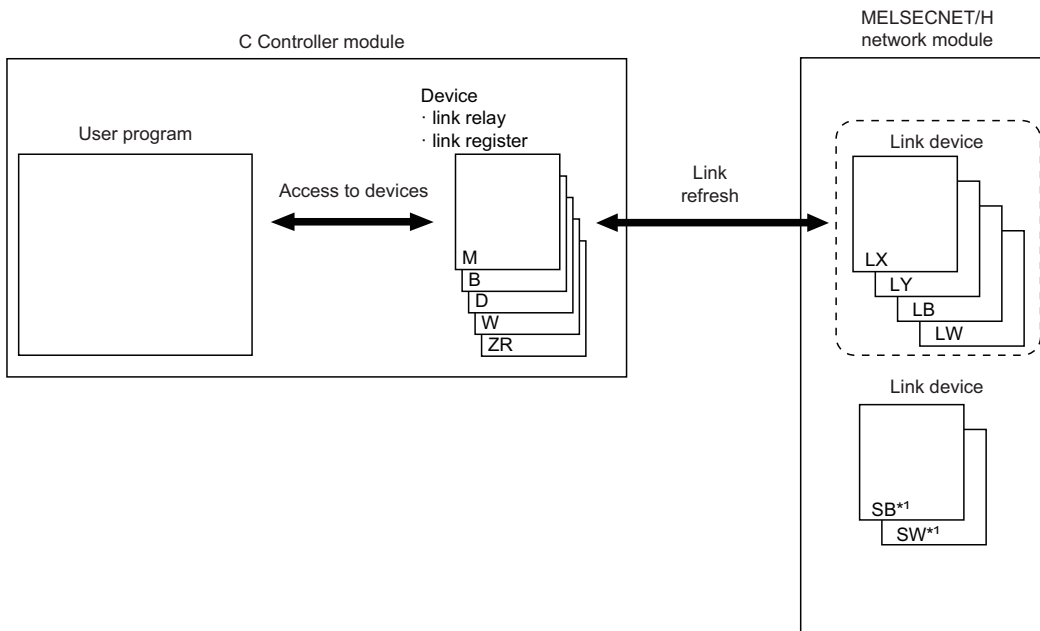 C Controller module
MELSECNET/H
network module
User program
Device
· link relay
· link register
Access to devices
M
B
D
W
ZR
Link
refresh
Link device
LX
LY
LB
LW
Link device
SB*¹
SW*¹